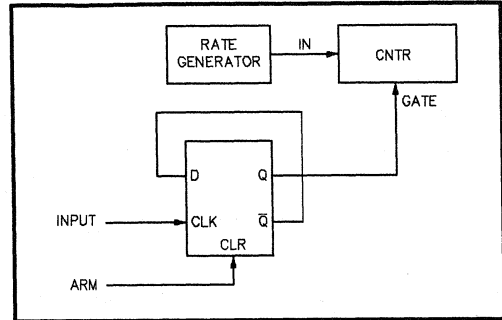 RATE
GENERATOR
IN
CNTR
GATE
D
Q
INPUT
CLK
Q̅
CLR
ARM